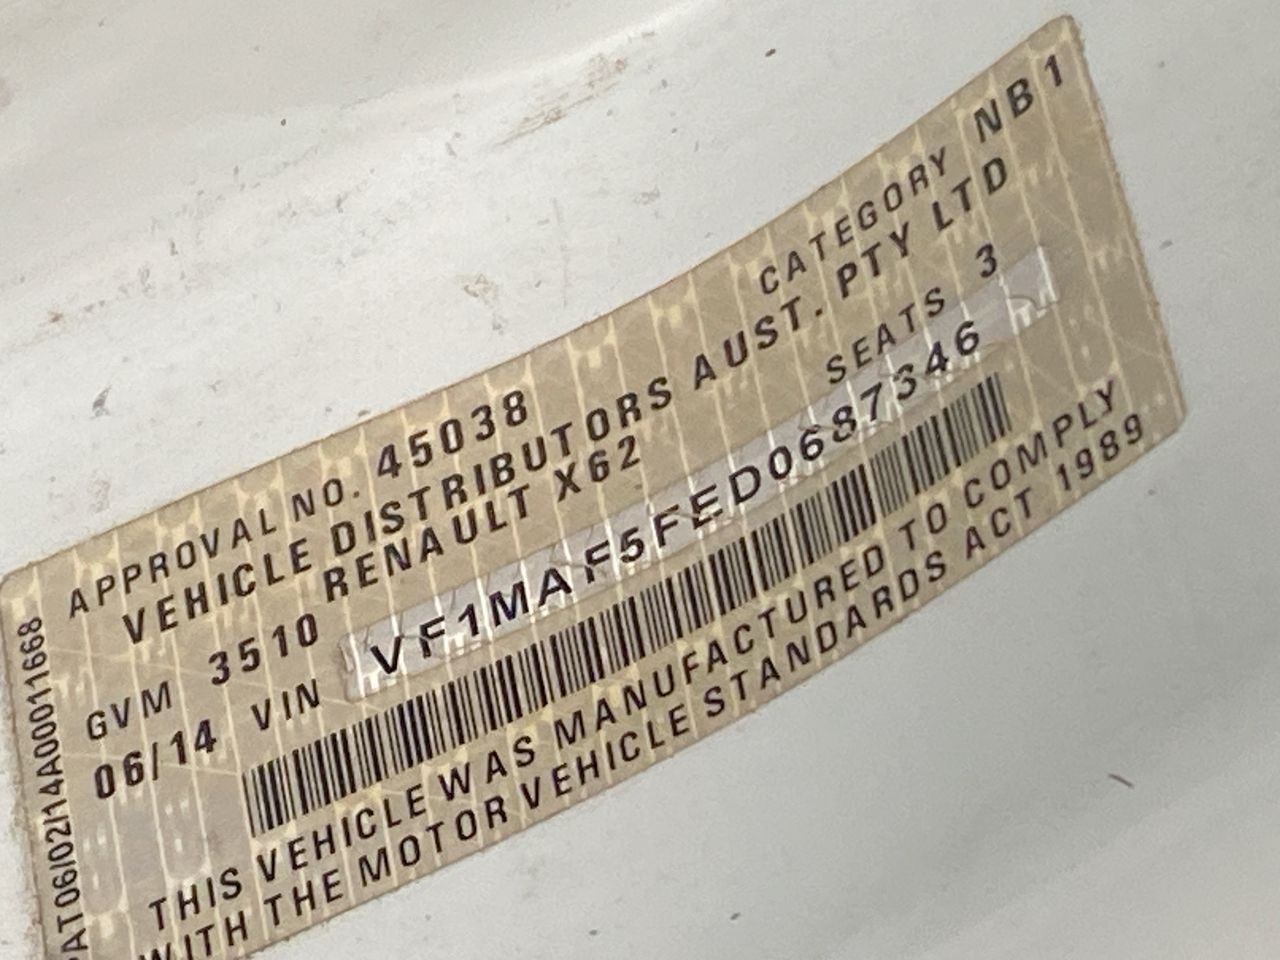 APPROVAL NO. 45038 CATEGORY NB1
VEHICLE DISTRIBUTORS AUST. PTY LTD
RENAULT X62
GVM 3510 SEATS 3
06/14 VIN VF1MAF5FED0687346
THIS VEHICLE WAS MANUFACTURED TO COMPLY
WITH THE MOTOR VEHICLE STANDARDS ACT 1989
PAT06/02/14A00011668